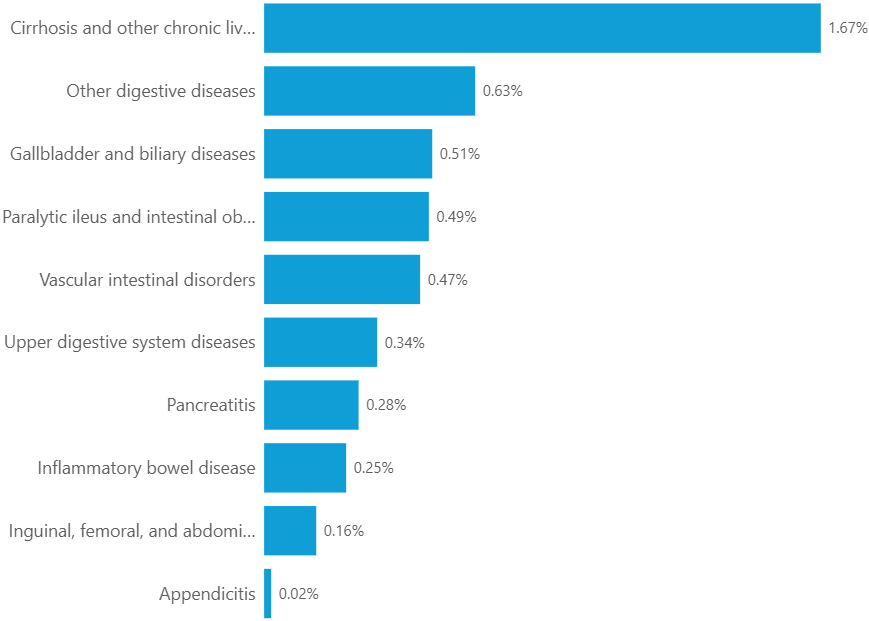 Cirrhosis and other chronic liv... 1.67%
Other digestive diseases 0.63%
Gallbladder and biliary diseases 0.51%
Paralytic ileus and intestinal ob... 0.49%
Vascular intestinal disorders 0.47%
Upper digestive system diseases 0.34%
Pancreatitis 0.28%
Inflammatory bowel disease 0.25%
Inguinal, femoral, and abdomi... 0.16%
Appendicitis 0.02%